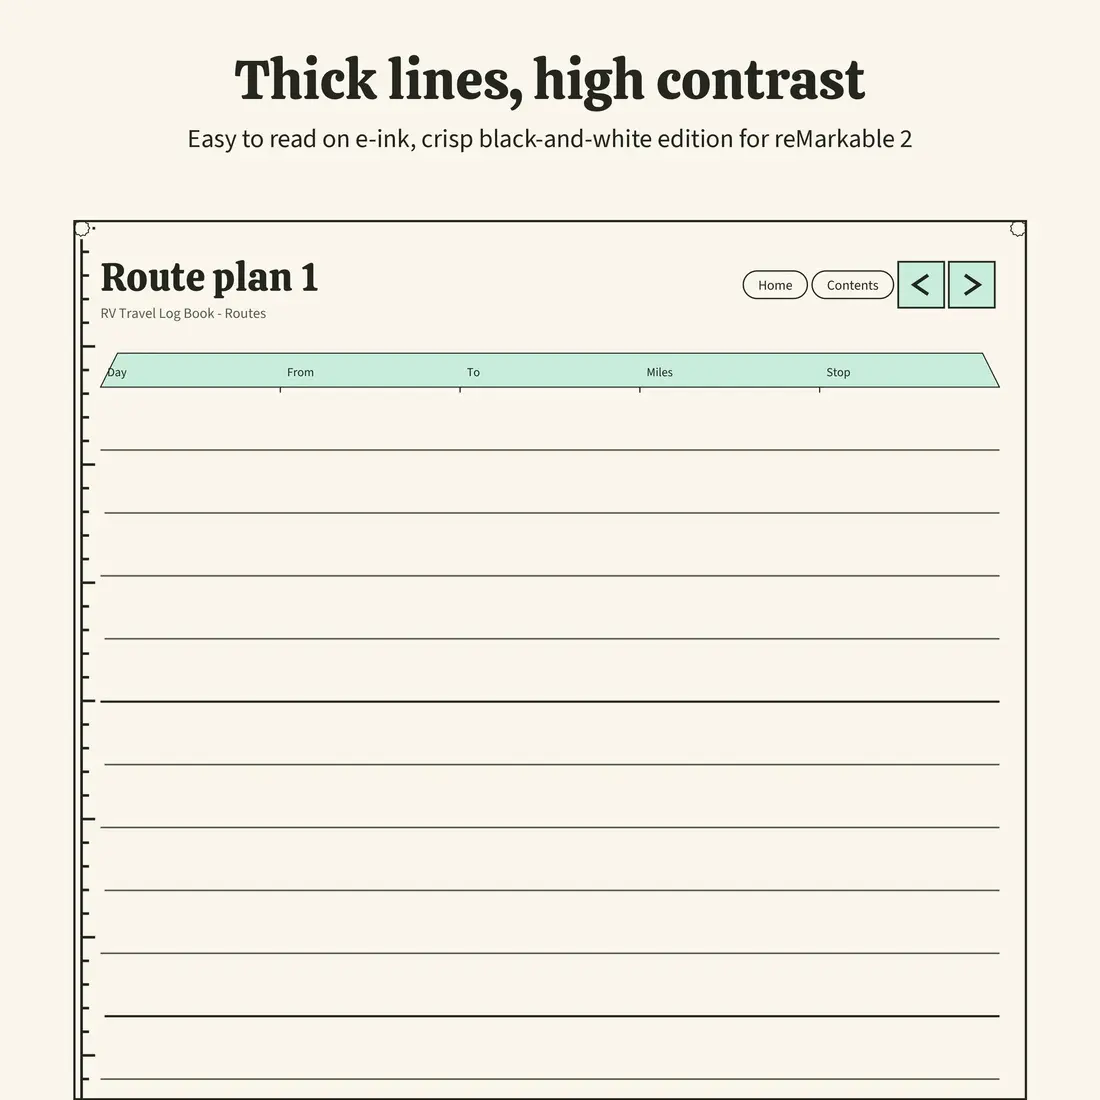 Thick lines, high contrast
Easy to read on e-ink, crisp black-and-white edition for reMarkable 2
Route plan 1
Home Contents < >
RV Travel Log Book - Routes
Day From To Miles Stop